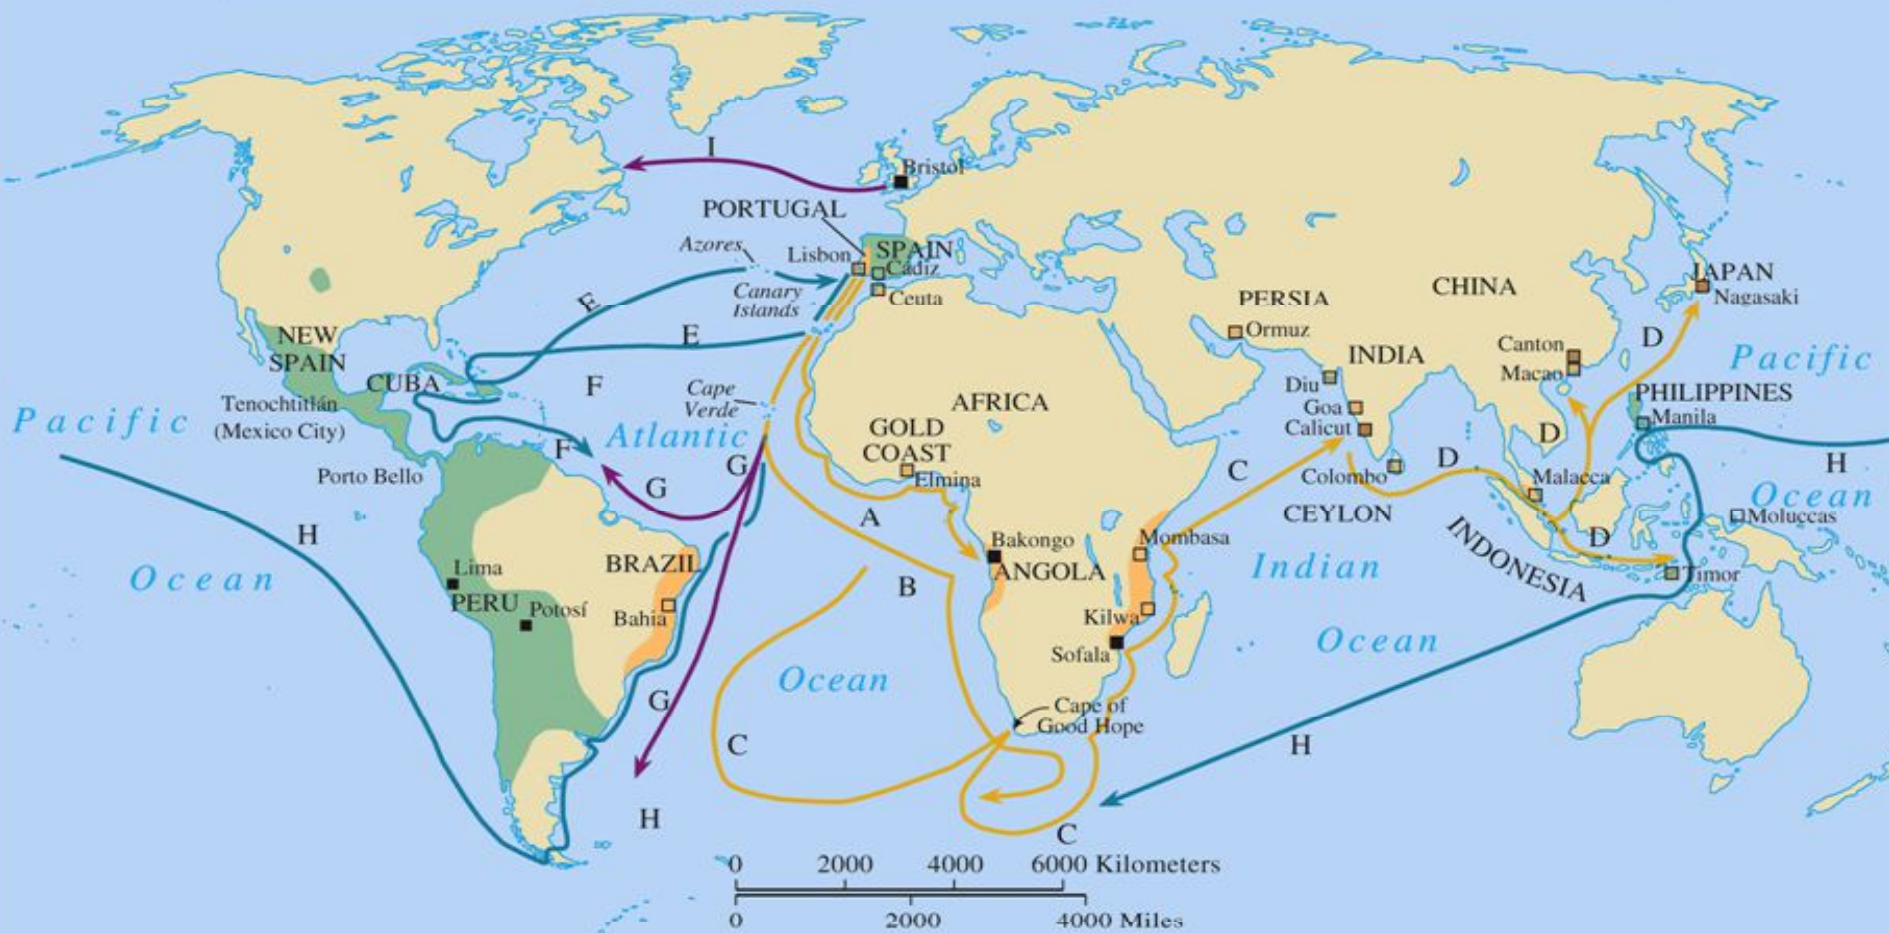 I
Bristol
PORTUGAL
Azores
Lisbon
SPAIN
Cádiz
Canary
Islands
Ceuta
E
E
NEW
SPAIN
CUBA
Tenochtitlán
(Mexico City)
Porto Bello
F
F
Cape
Verde
Pacific
Ocean
Atlantic
Ocean
G
G
G
H
H
Lima
PERU
Potosí
BRAZIL
Bahia
AFRICA
GOLD
COAST
Elmina
A
B
C
C
C
Bakongo
ANGOLA
Mombasa
Kilwa
Sofala
Cape of
Good Hope
PERSIA
Ormuz
INDIA
Diu
Goa
Calicut
Colombo
CEYLON
CHINA
Canton
Macao
JAPAN
Nagasaki
D
D
D
D
PHILIPPINES
Manila
Malacca
INDONESIA
Moluccas
Timor
Indian
Ocean
Pacific
Ocean
H
H
0 2000 4000 6000 Kilometers
0 2000 4000 Miles